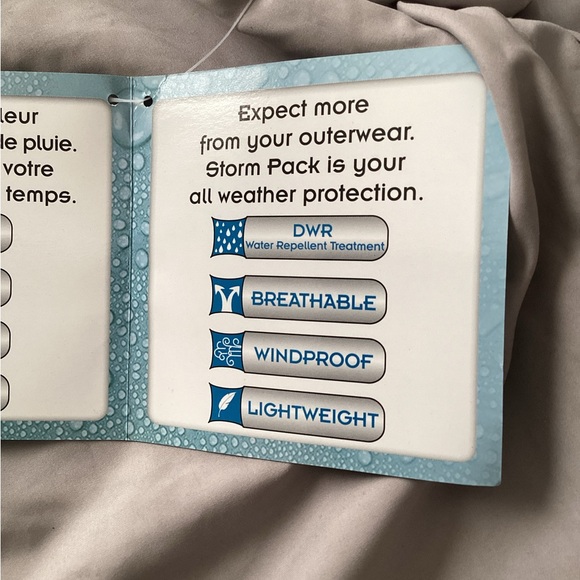 leur
de pluie.
votre
temps.
Expect more
from your outerwear.
Storm Pack is your
all weather protection.
DWR
Water Repellent Treatment
BREATHABLE
WINDPROOF
LIGHTWEIGHT